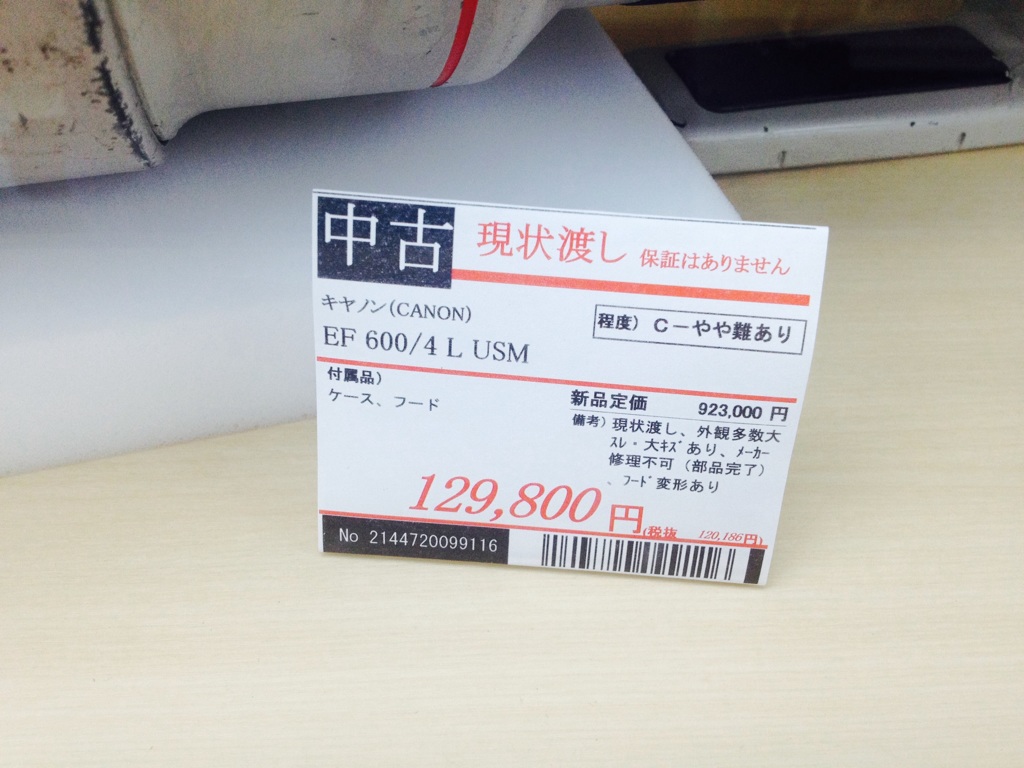 中古 現状渡し 保証はありません
キヤノン(CANON)
EF 600/4 L USM
程度) C－やや難あり
付属品)
ケース、フード
新品定価 923,000 円
備考) 現状渡し、外観多数大
ｽﾚ・大ｷｽﾞあり、ﾒｰｶｰ
修理不可（部品完了）
、ﾌｰﾄﾞ変形あり
129,800 円 (税抜 120,186円)
No 2144720099116